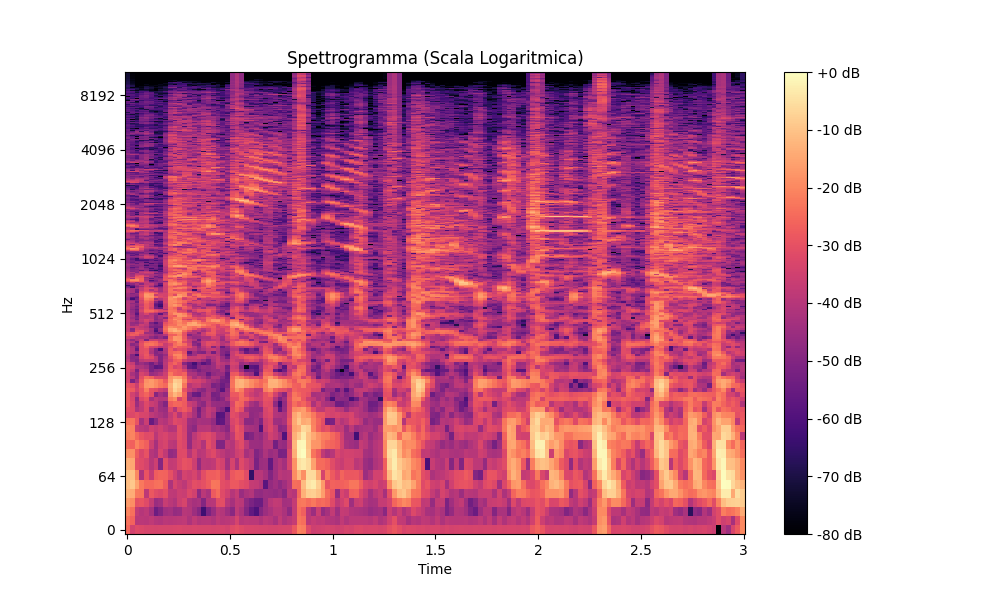 Spettrogramma (Scala Logaritmica)
Hz
8192
4096
2048
1024
512
256
128
64
0
0
0.5
1
1.5
2
2.5
3
Time
+0 dB
-10 dB
-20 dB
-30 dB
-40 dB
-50 dB
-60 dB
-70 dB
-80 dB